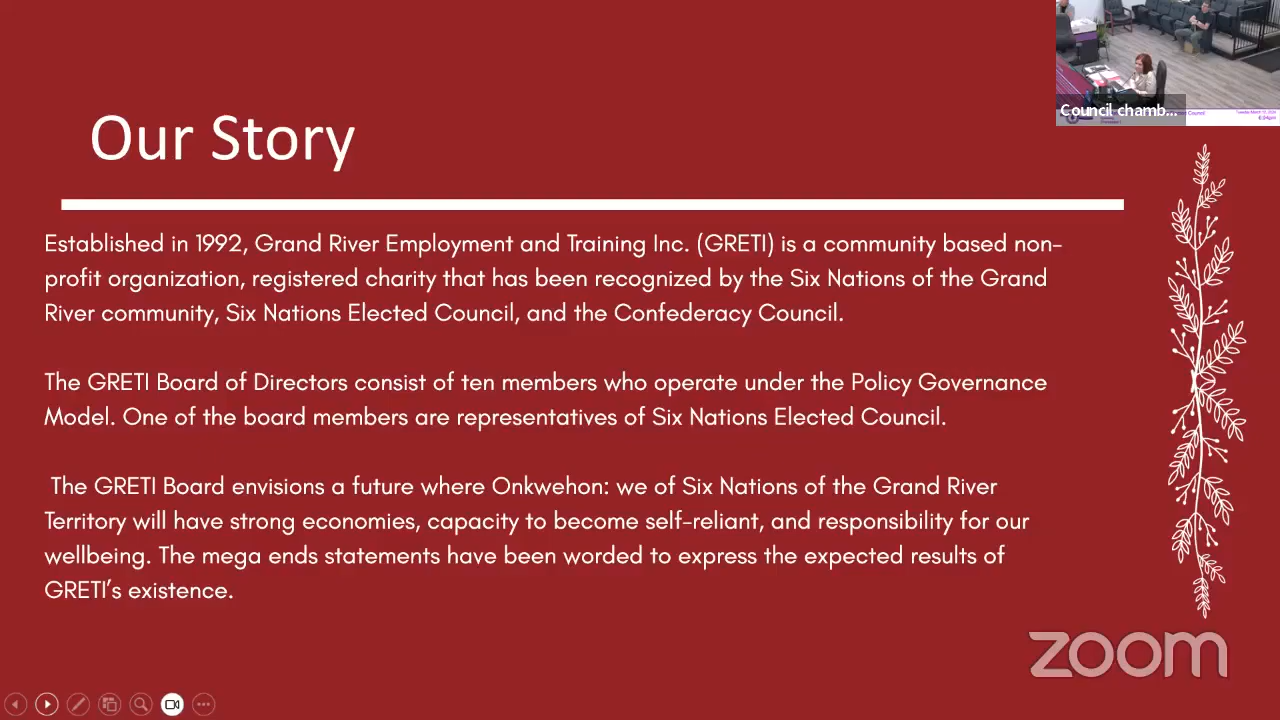 Our Story
Established in 1992, Grand River Employment and Training Inc. (GRETI) is a community based non-
profit organization, registered charity that has been recognized by the Six Nations of the Grand
River community, Six Nations Elected Council, and the Confederacy Council.
The GRETI Board of Directors consist of ten members who operate under the Policy Governance
Model. One of the board members are representatives of Six Nations Elected Council.
The GRETI Board envisions a future where Onkwehon: we of Six Nations of the Grand River
Territory will have strong economies, capacity to become self-reliant, and responsibility for our
wellbeing. The mega ends statements have been worded to express the expected results of
GRETI's existence.
Council chamb...
zoom